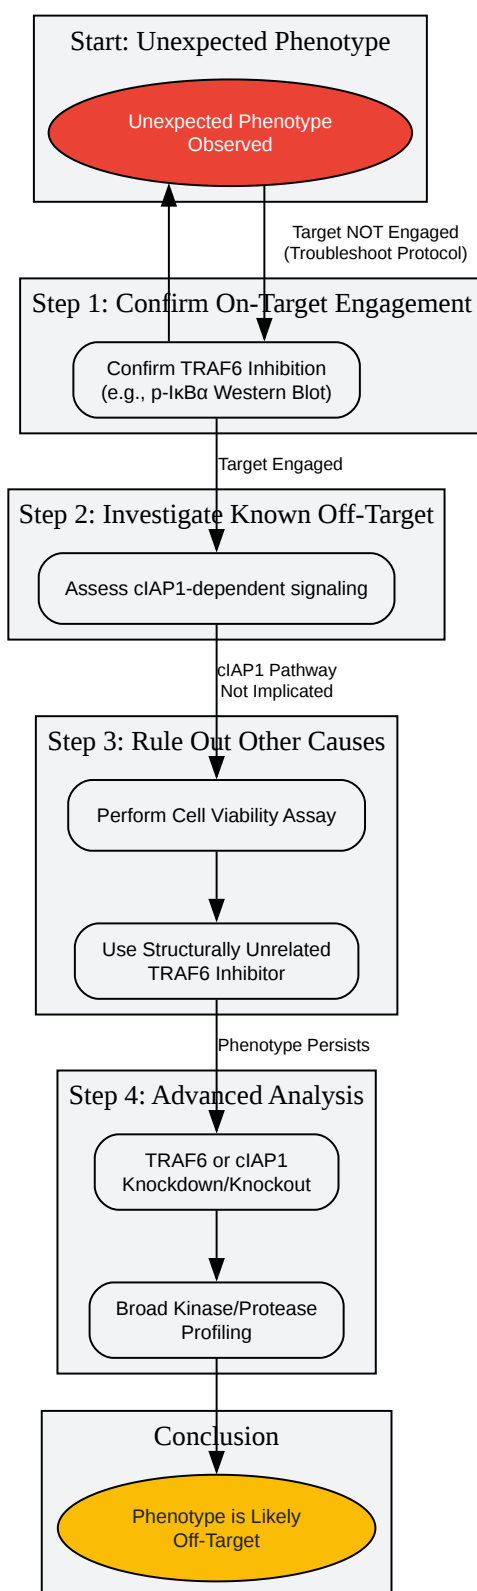 Start: Unexpected Phenotype
Unexpected Phenotype
Observed
Target NOT Engaged
(Troubleshoot Protocol)
Step 1: Confirm On-Target Engagement
Confirm TRAF6 Inhibition
(e.g., p-IκBα Western Blot)
Target Engaged
Step 2: Investigate Known Off-Target
Assess cIAP1-dependent signaling
cIAP1 Pathway
Not Implicated
Step 3: Rule Out Other Causes
Perform Cell Viability Assay
Use Structurally Unrelated
TRAF6 Inhibitor
Phenotype Persists
Step 4: Advanced Analysis
TRAF6 or cIAP1
Knockdown/Knockout
Broad Kinase/Protease
Profiling
Conclusion
Phenotype is Likely
Off-Target